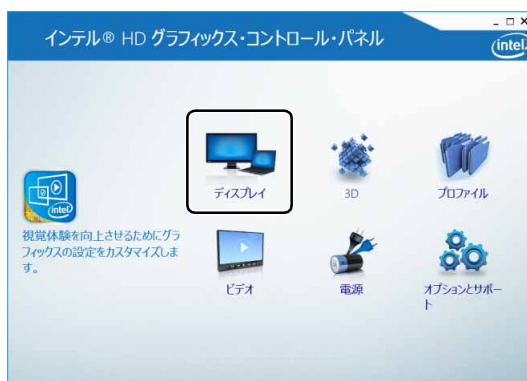 インテル® HD グラフィックス・コントロール・パネル
intel
ディスプレイ
3D
プロファイル
intel
視覚体験を向上させるためにグラ
フィックスの設定をカスタマイズしま
す。
ビデオ
電源
オプションとサポー
ト